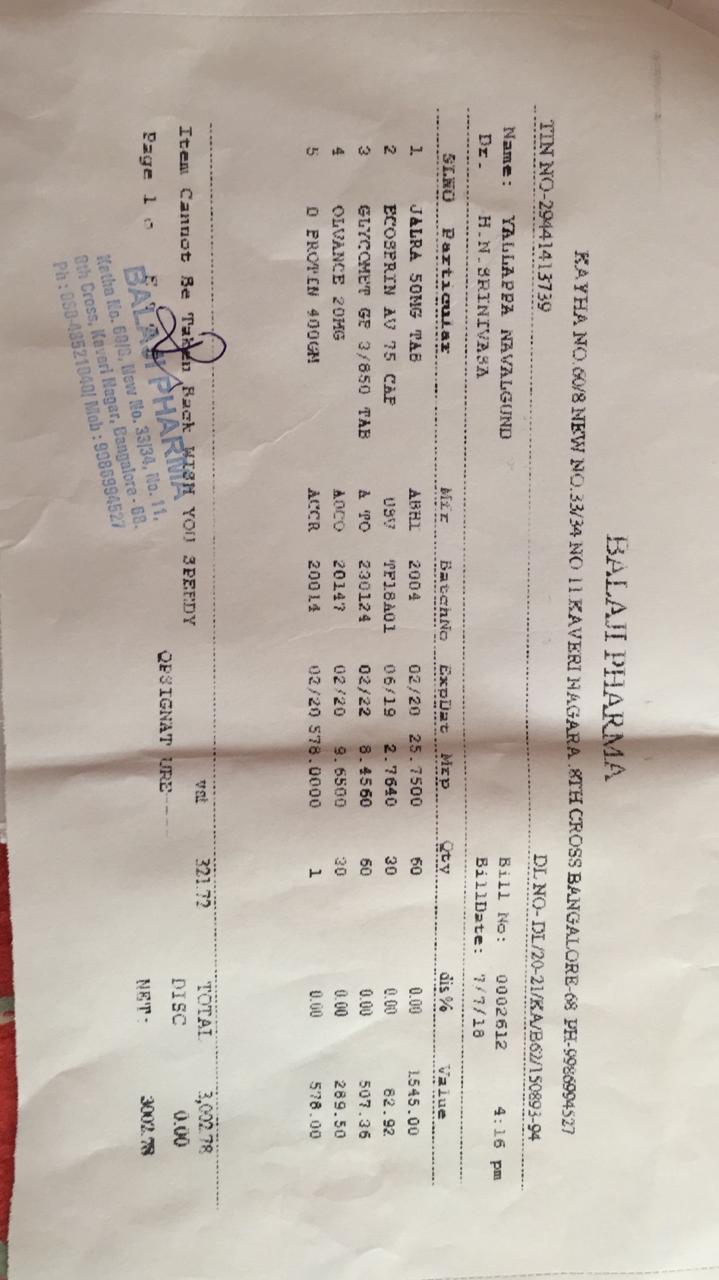 BALAJI PHARMA
KAYHA NO.60/8 NEW NO.33/34 NO 11 KAVERI NAGARA .8TH CROSS BANGALORE-68 PH-9986994527
TIN NO-29441413739 DL NO- DL/20-21/KA/B62/150893-94
Name: YALLAPPA NAVALGUND Bill No: 0002612 4:16 pm
Dr. H.N.SRINIVASA BillDate: 7/7/18
SLNO Particular Mfr BatchNo ExpDat Mrp Qty dis% Value
1 JALRA 50MG TAB ABHI 2004 02/20 25.7500 60 0.00 1545.00
2 ECOSPRIN AV 75 CAP USV TF18A01 06/19 2.7640 30 0.00 82.92
3 GLYCOMET GP 3/850 TAB A TO 230124 02/22 8.4560 60 0.00 507.36
4 OLVANCE 20MG 20147 02/20 9.6500 30 0.00 289.50
5 D PROTIN 400GM ACCR 20014 02/20 578.0000 1 0.00 578.00
vat 321.72 TOTAL 3,002.78
Item Cannot Be Taken Back WISH YOU SPEEDY
DISC 0.00
QPSIGNAT URE----
Page 1 o
NET: 3002.78
BALAJI PHARMA
Katha No. 60/8, New No. 33/34, No. 11,
8th Cross, Kaveri Nagar, Bangalore - 68.
Ph : 080-48521040/ Mob : 9986994527